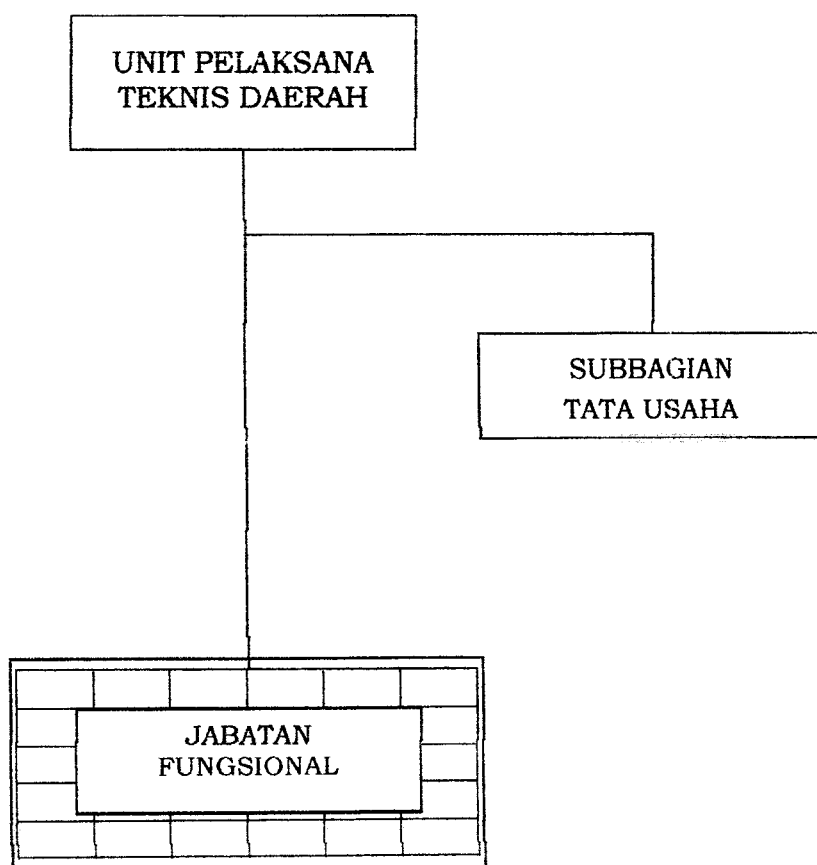 UNIT PELAKSANA
TEKNIS DAERAH
SUBBAGIAN
TATA USAHA
JABATAN
FUNGSIONAL